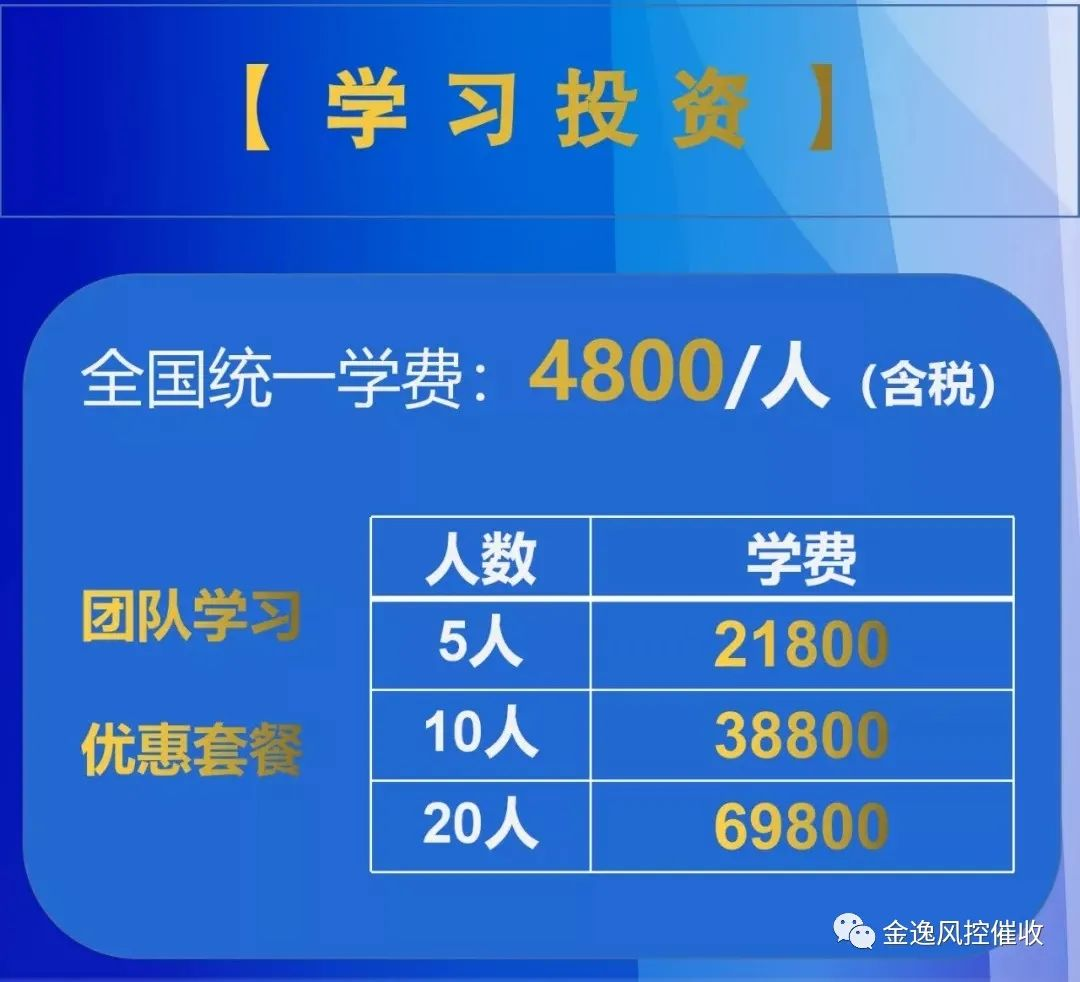 【学习投资】
全国统一学费：4800/人（含税）
团队学习
优惠套餐
人数 学费
5人 21800
10人 38800
20人 69800
金逸风控催收